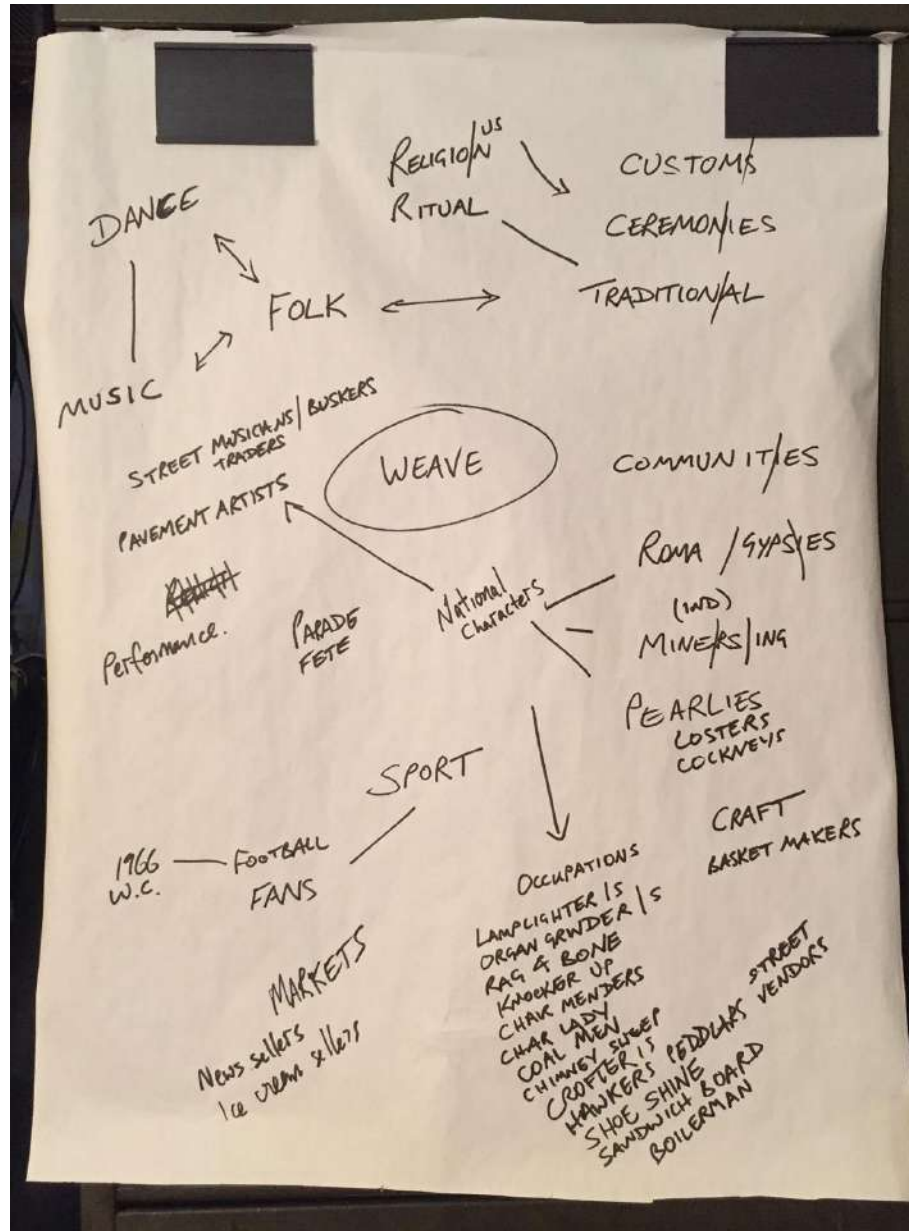 RELIGION/US
RITUAL
CUSTOM/S
CEREMON/IES
TRADITION/AL
DANCE
FOLK
MUSIC
STREET MUSICIANS/BUSKERS
TRADERS
PAVEMENT ARTISTS
WEAVE
COMMUNIT/IES
ROMA / GYPS/IES
(IND)
MINE/RS/ING
PEARLIES
COSTERS
COCKNEYS
National
Characters
Performance.
PARADE
FETE
SPORT
1966
W.C.
FOOTBALL
FANS
MARKETS
News sellers
Ice cream sellers
CRAFT
BASKET MAKERS
OCCUPATIONS
LAMPLIGHTER/S
ORGAN GRINDER/S
RAG & BONE
KNOCKER UP
CHAIR MENDERS
CHAR LADY
COAL MEN
CHIMNEY SWEEP
CROFTER/S
HAWKERS PEDDLARS STREET VENDORS
SHOE SHINE
SANDWICH BOARD
BOILERMAN